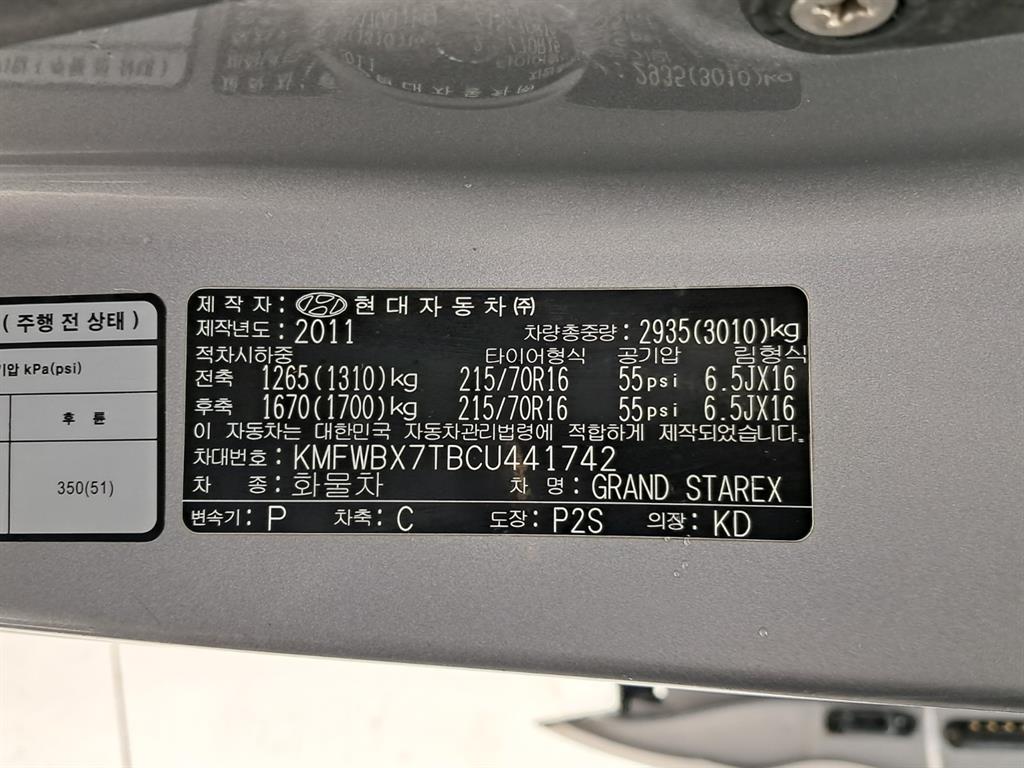 ( 주행 전 상태 )
기압 kPa(psi)
후 륜
350(51)
제 작 자 : HYUNDAI 현 대 자 동 차 ㈜
제작년도 : 2011 차량총중량 : 2935(3010)kg
적차시하중 타이어형식 공기압 림형식
전축 1265(1310)kg 215/70R16 55psi 6.5JX16
후축 1670(1700)kg 215/70R16 55psi 6.5JX16
이 자동차는 대한민국 자동차관리법령에 적합하게 제작되었습니다.
차대번호 : KMFWBX7TBCU441742
차 종 : 화물차 차 명 : GRAND STAREX
변속기 : P 차축 : C 도장 : P2S 의장 : KD
2935(3010)kg